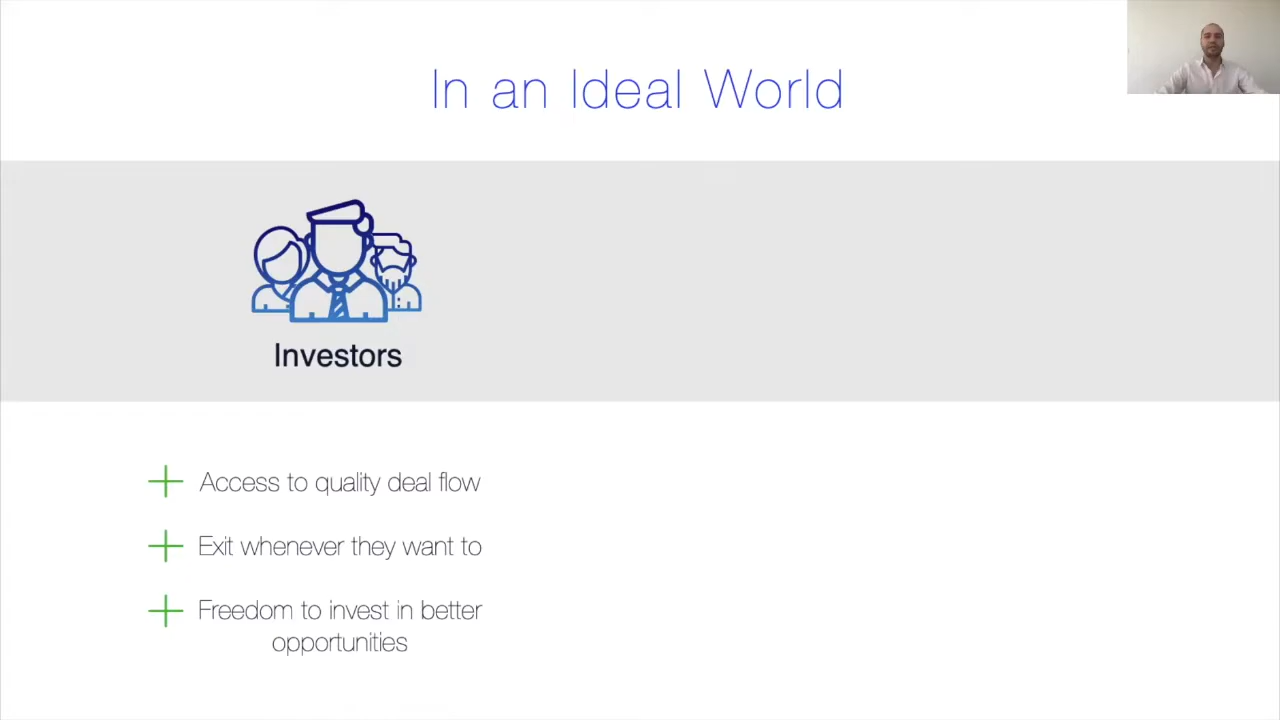 In an Ideal World
Investors
Access to quality deal flow
Exit whenever they want to
Freedom to invest in better
opportunities